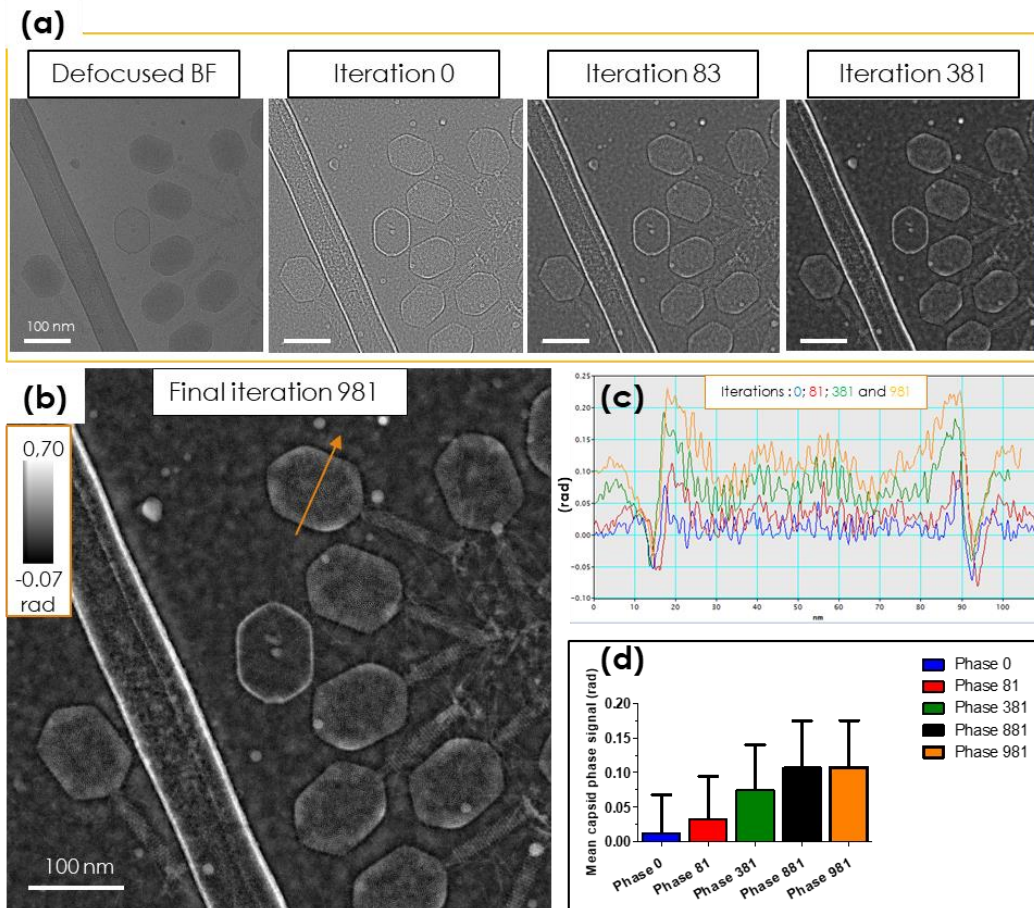 (a)
Defocused BF
Iteration 0
Iteration 83
Iteration 381
100 nm
(b)
Final iteration 981
0,70
-0.07
rad
100 nm
(c)
Iterations : 0; 81; 381 and 981
(rad)
0.25
0.20
0.15
0.10
0.05
0.00
-0.05
-0.10
0 10 20 30 40 50 60 70 80 90 100
nm
(d)
Mean capsid phase signal (rad)
0.20
0.15
0.10
0.05
0.00
Phase 0
Phase 81
Phase 381
Phase 881
Phase 981
Phase 0
Phase 81
Phase 381
Phase 881
Phase 981